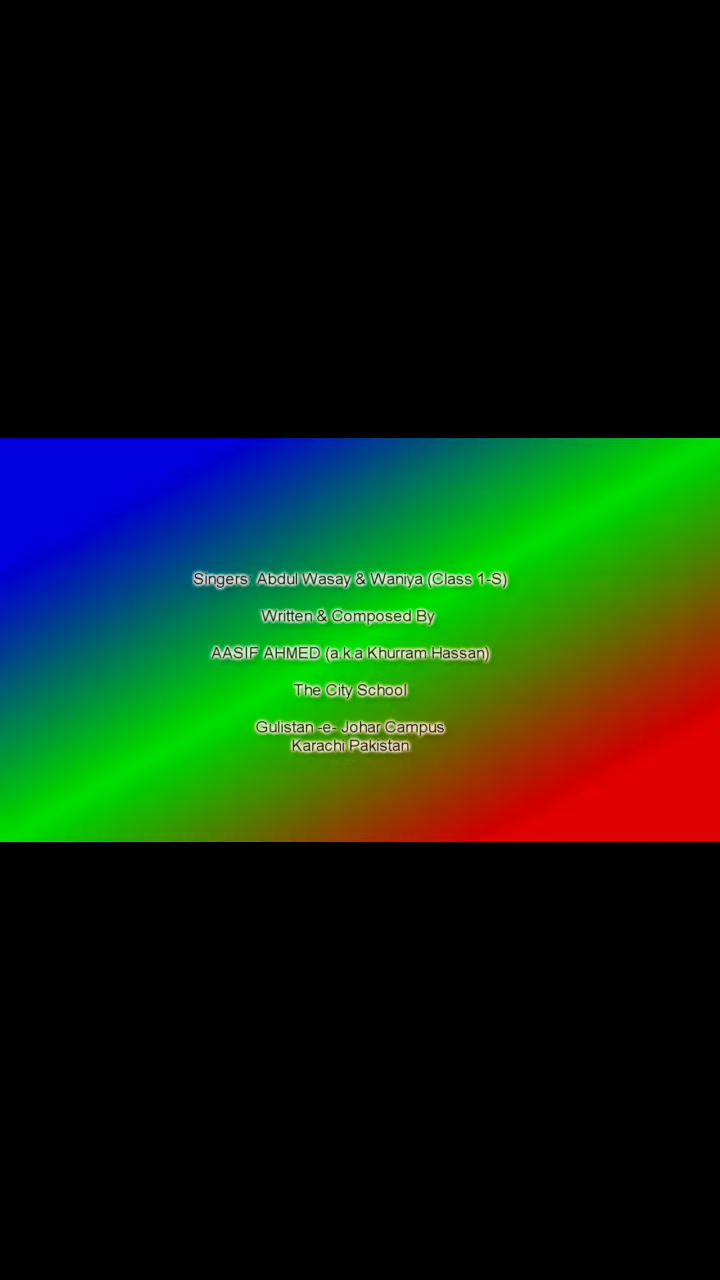 Singers: Abdul Wasay & Waniya (Class 1-S)
Written & Composed By
AASIF AHMED (a.k.a Khurram Hassan)
The City School
Gulistan -e- Johar Campus
Karachi Pakistan